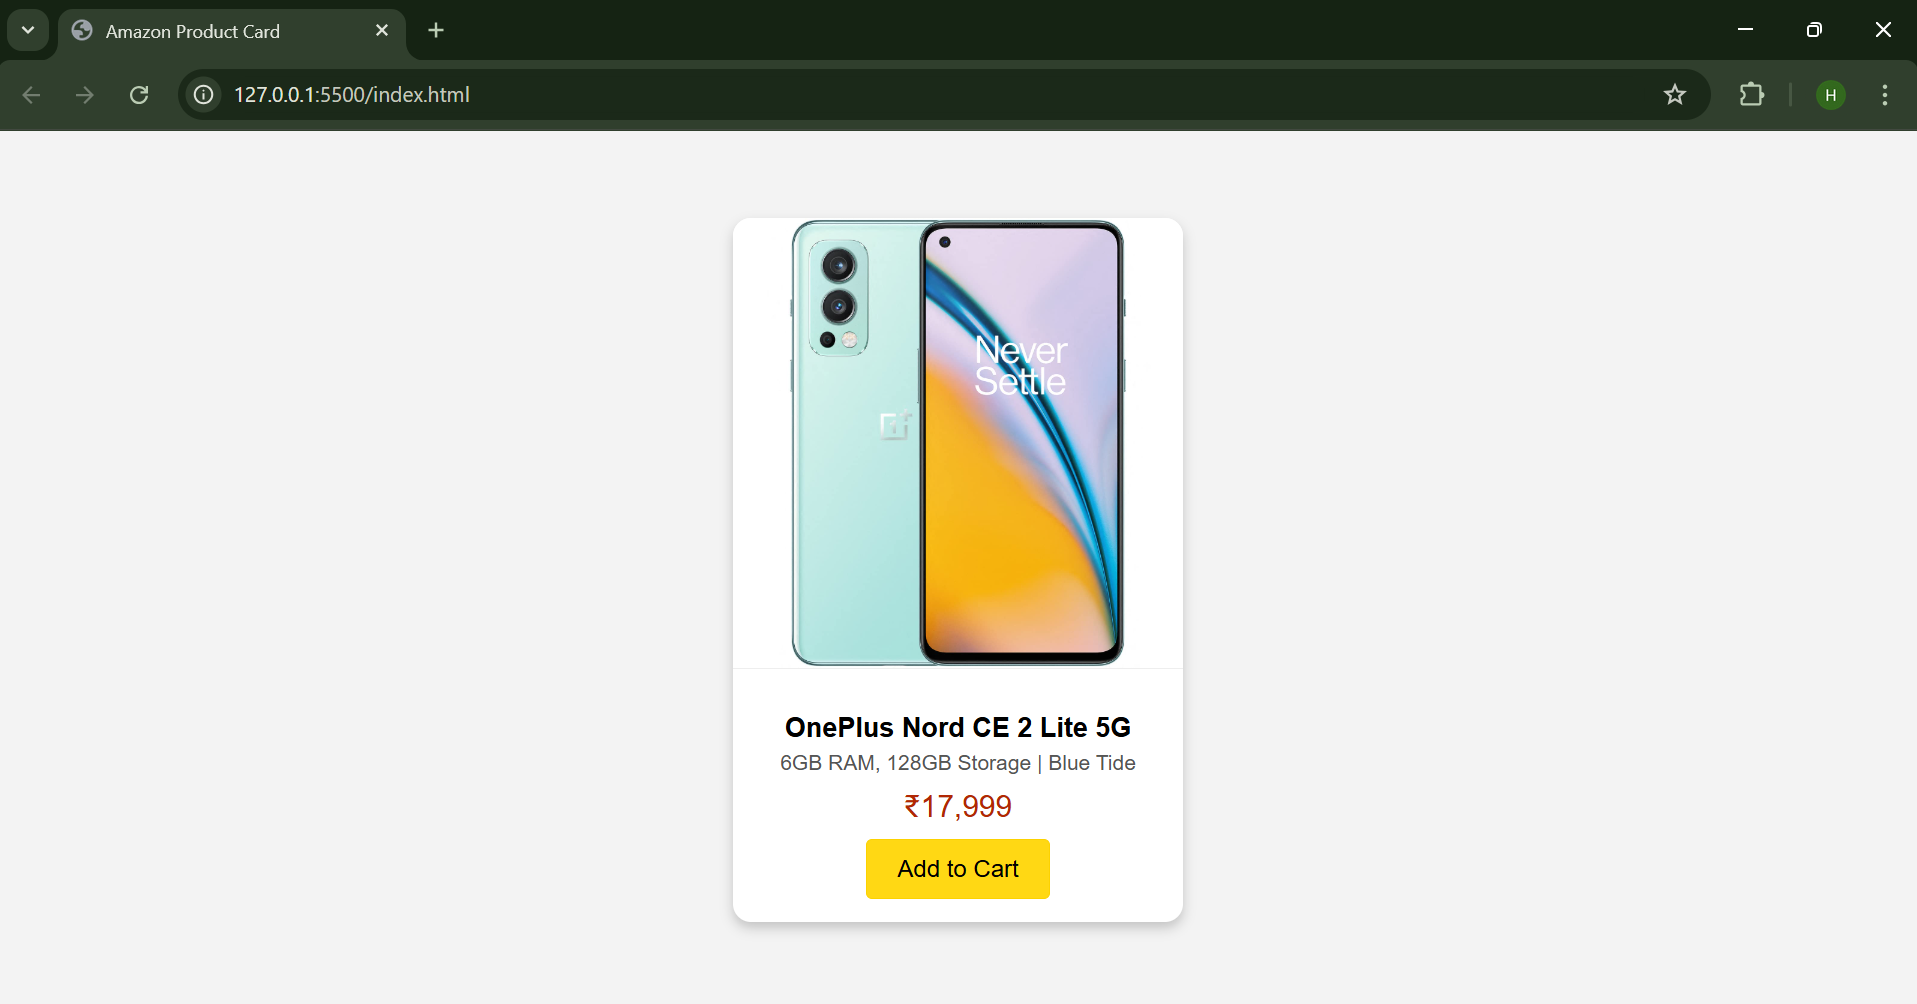 Amazon Product Card
127.0.0.1:5500/index.html
H
Never
Settle
OnePlus Nord CE 2 Lite 5G
6GB RAM, 128GB Storage | Blue Tide
₹17,999
Add to Cart